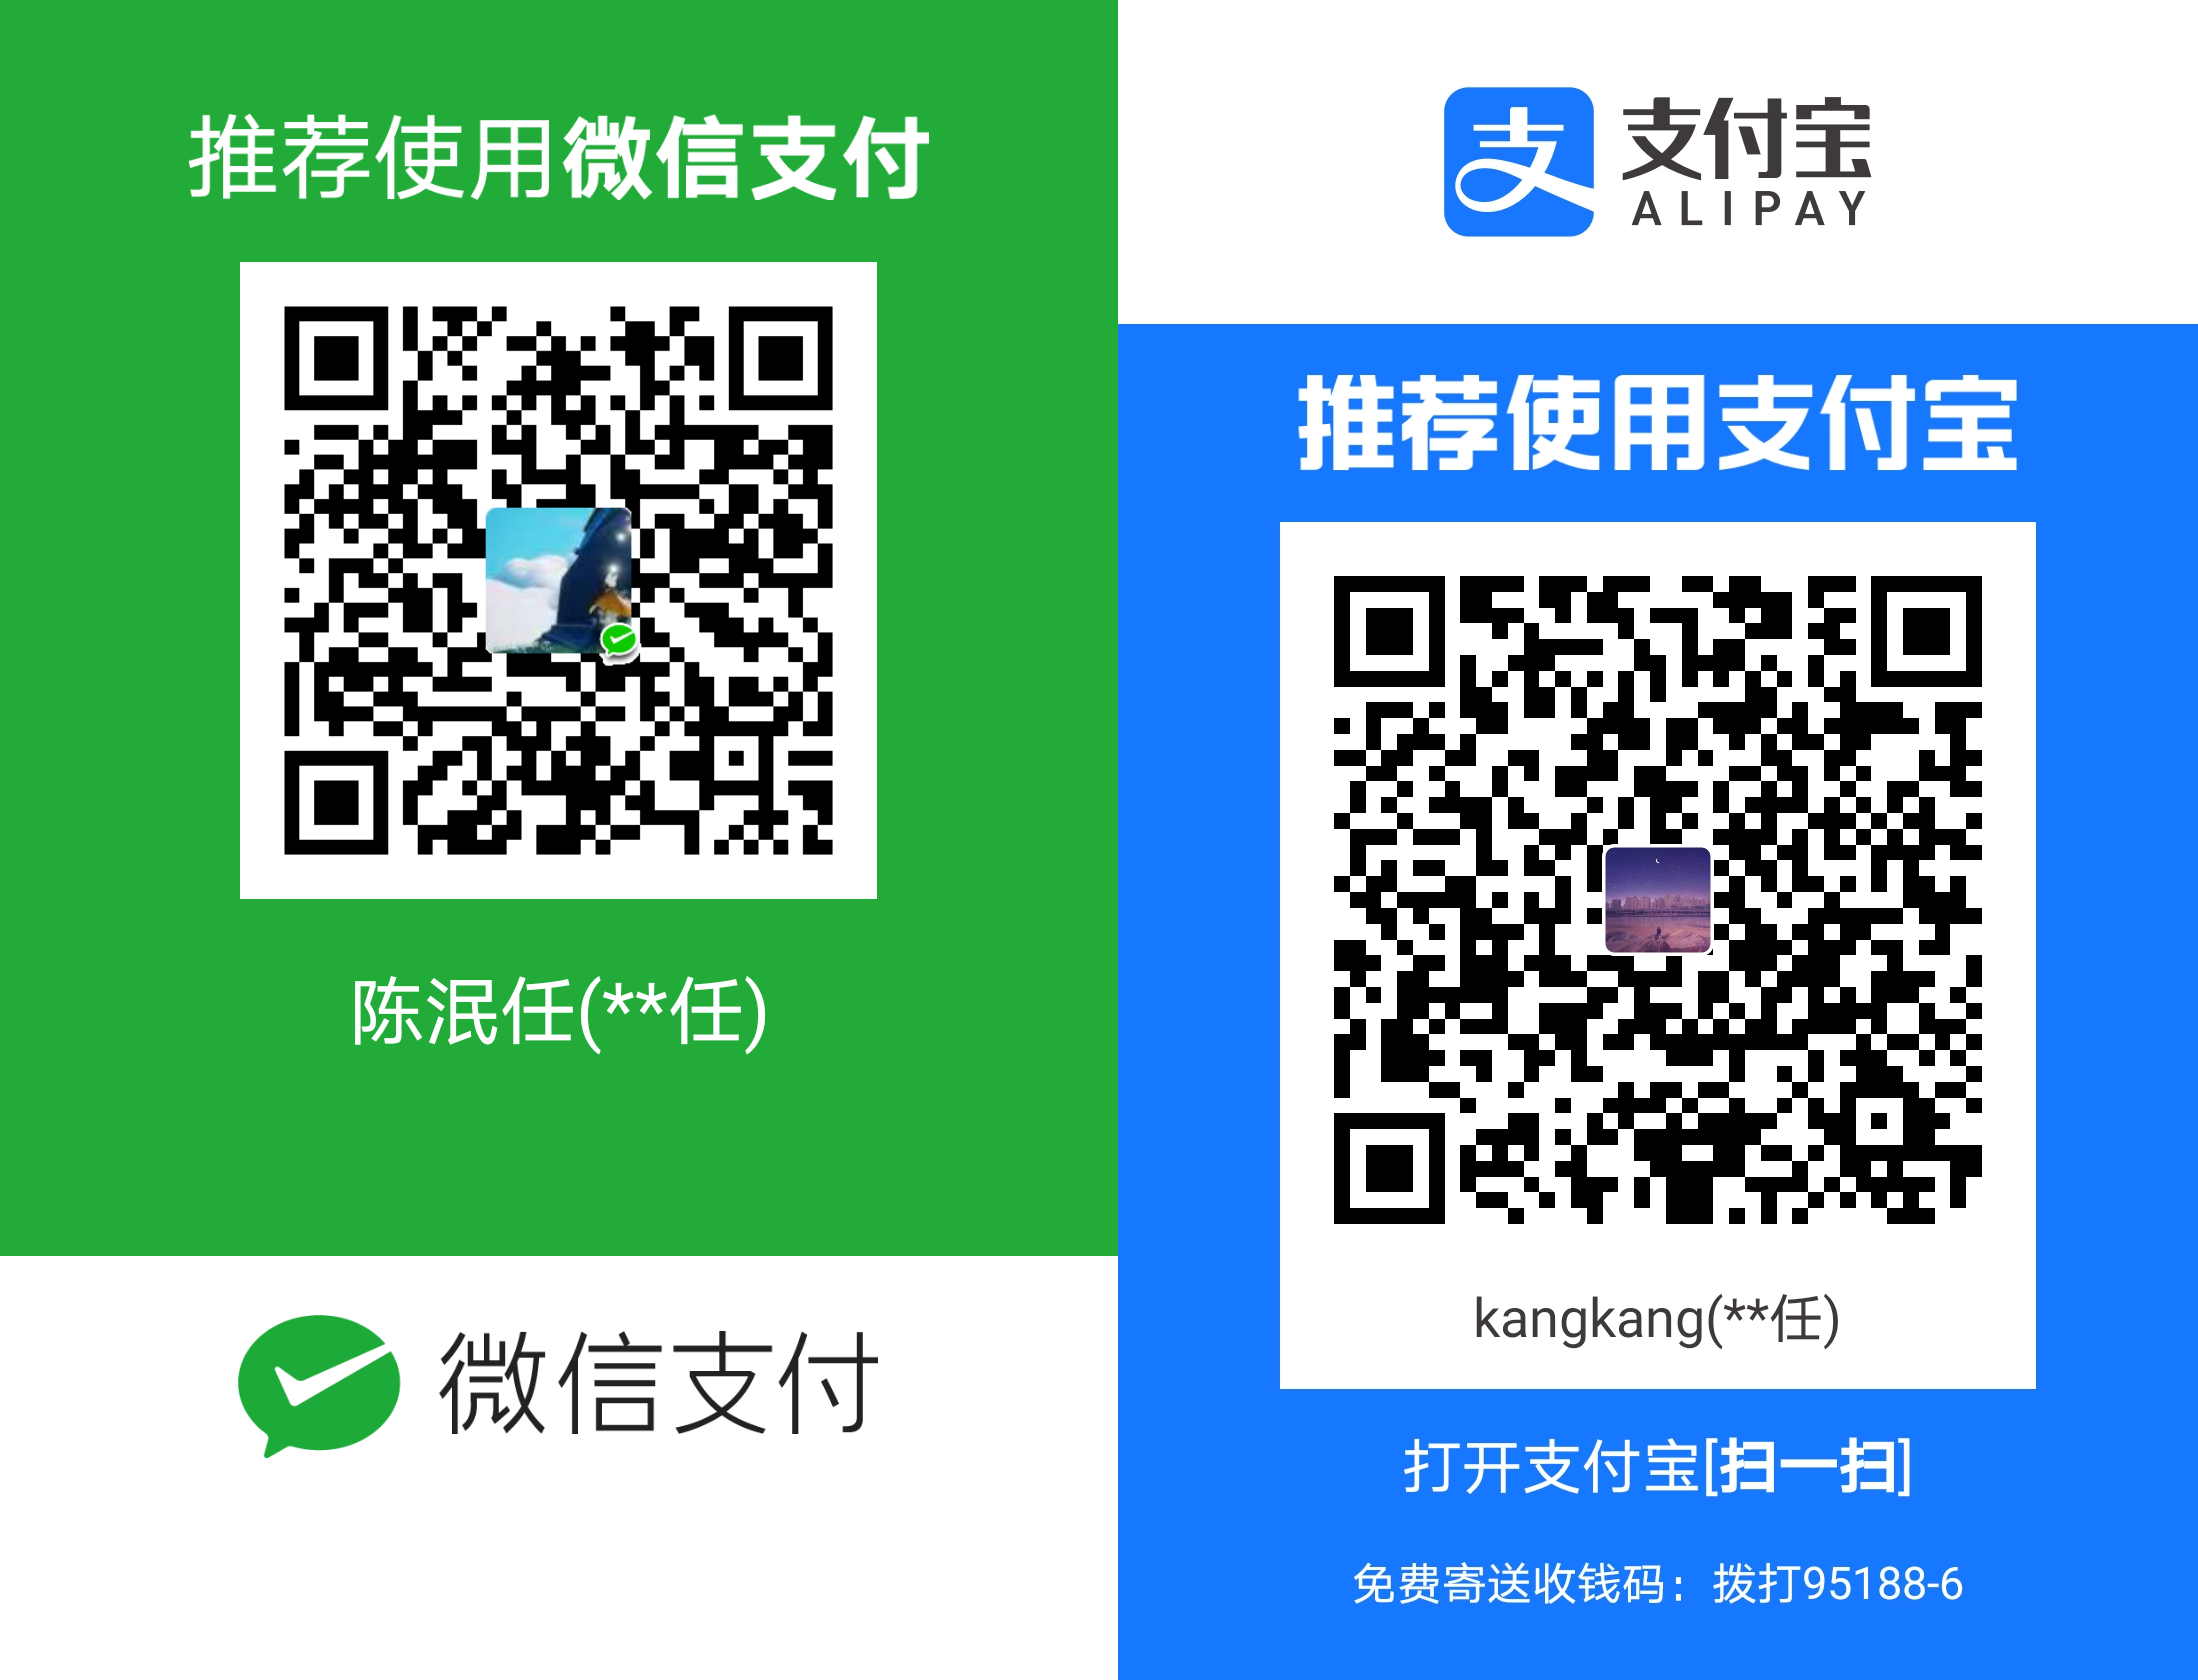 推荐使用微信支付
陈泯任(**任)
微信支付
支付宝
ALIPAY
推荐使用支付宝
kangkang(**任)
打开支付宝[扫一扫]
免费寄送收钱码：拨打95188-6